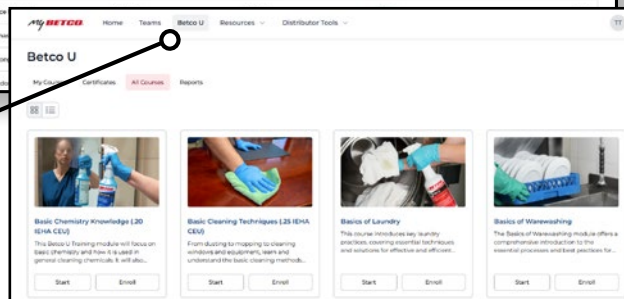 MY BETCO Home Teams Betco U Resources Distributor Tools TT
Betco U
My Courses Certificates All Courses Reports
Basic Chemistry Knowledge (.20
IEHA CEU)
This Betco U Training module will focus on
basic chemistry and how it is used in
general cleaning chemicals. It will also...
Start Enroll
Basic Cleaning Techniques (.25 IEHA
CEU)
From dusting to mopping to cleaning
windows and equipment, learn and
understand the basic cleaning methods...
Start Enroll
Basics of Laundry
This course introduces key laundry
practices, covering essential techniques
and solutions for effective and efficient...
Start Enroll
Basics of Warewashing
The Basics of Warewashing module offers a
comprehensive introduction to the
essential processes and best practices for...
Start Enroll